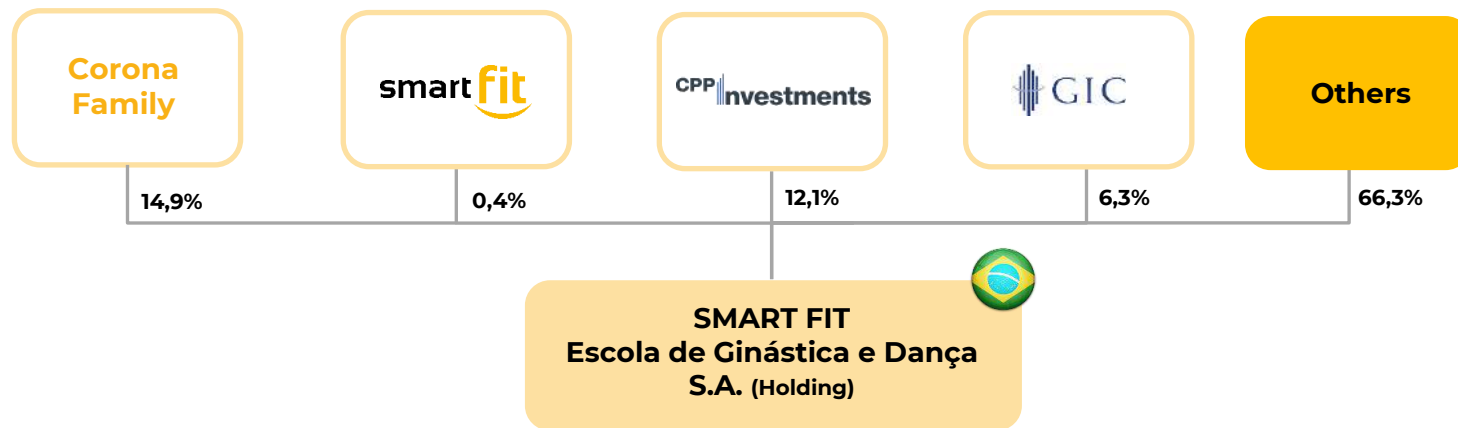 Corona
Family
smart fit
CPP Investments
GIC
Others
14,9%
0,4%
12,1%
6,3%
66,3%
SMART FIT
Escola de Ginástica e Dança
S.A. (Holding)